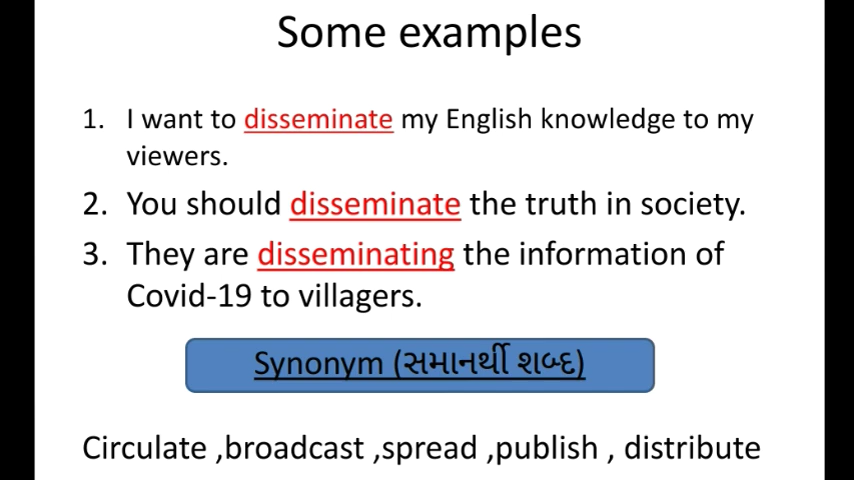 Some examples
1. I want to disseminate my English knowledge to my
viewers.
2. You should disseminate the truth in society.
3. They are disseminating the information of
Covid-19 to villagers.
Synonym (સમાનર્થી શબ્દ)
Circulate ,broadcast ,spread ,publish , distribute